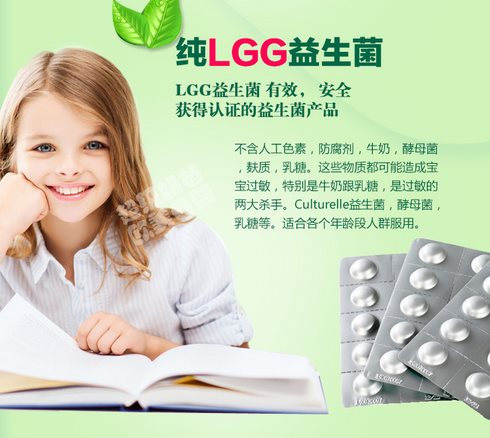 纯LGG益生菌
LGG益生菌 有效，安全
获得认证的益生菌产品
不含人工色素，防腐剂，牛奶，酵母菌
，麸质，乳糖。这些物质都可能造成宝
宝过敏，特别是牛奶跟乳糖，是过敏的
两大杀手。Culturelle益生菌，酵母菌，
乳糖等。适合各个年龄段人群服用。